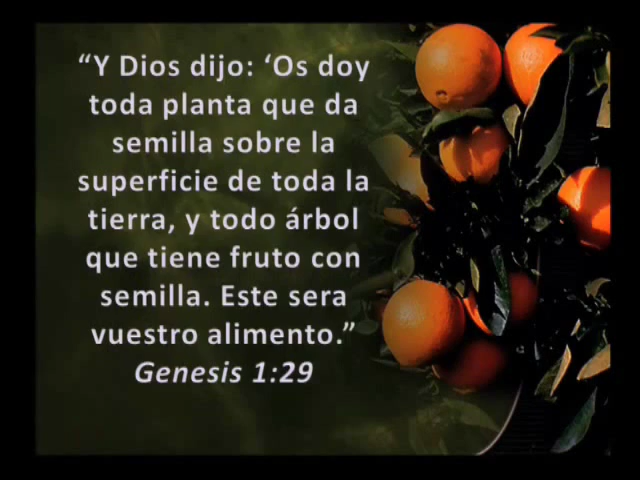 “Y Dios dijo: ‘Os doy
toda planta que da
semilla sobre la
superficie de toda la
tierra, y todo árbol
que tiene fruto con
semilla. Este sera
vuestro alimento.”
Genesis 1:29